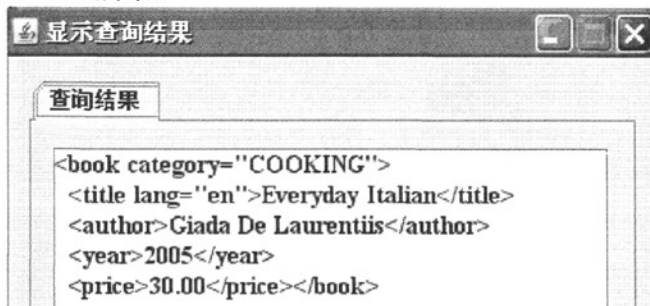 显示查询结果
查询结果
<book category="COOKING">
<title lang="en">Everyday Italian</title>
<author>Giada De Laurentiis</author>
<year>2005</year>
<price>30.00</price></book>